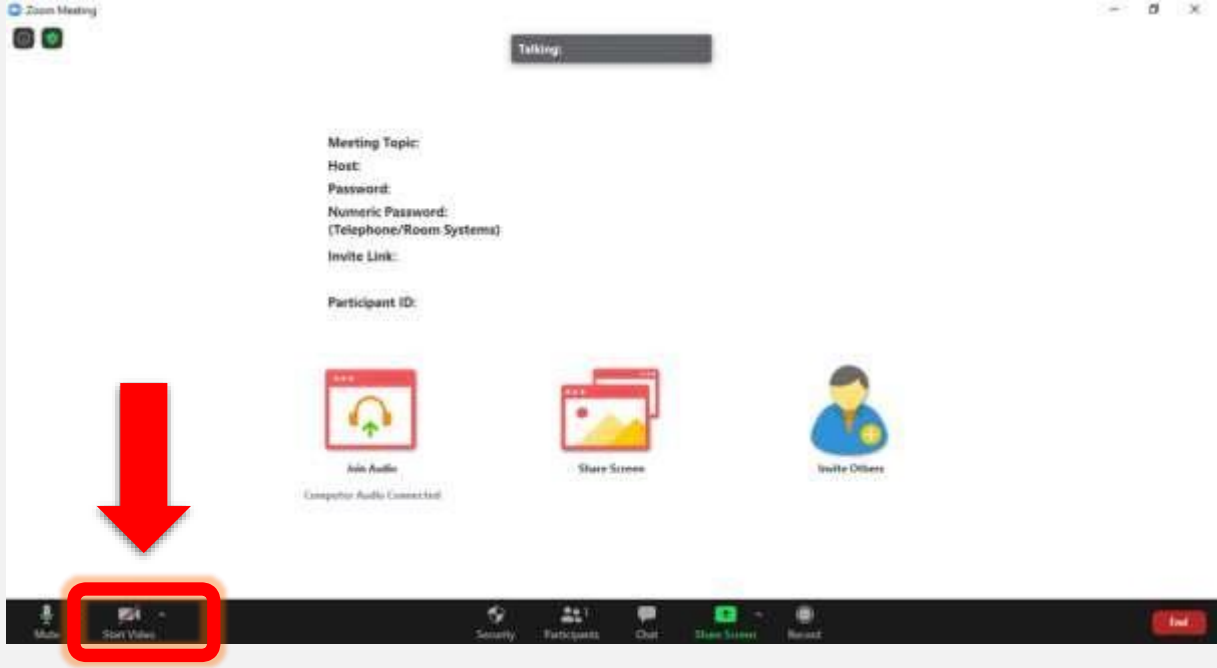 Zoom Meeting
Talking:
Meeting Topic:
Host:
Password:
Numeric Password:
(Telephone/Room Systems)
Invite Link:
Participant ID:
Join Audio
Share Screen
Invite Others
Computer Audio Connected
Mute
Start Video
Security
Participants
1
Chat
Share Screen
Record
End